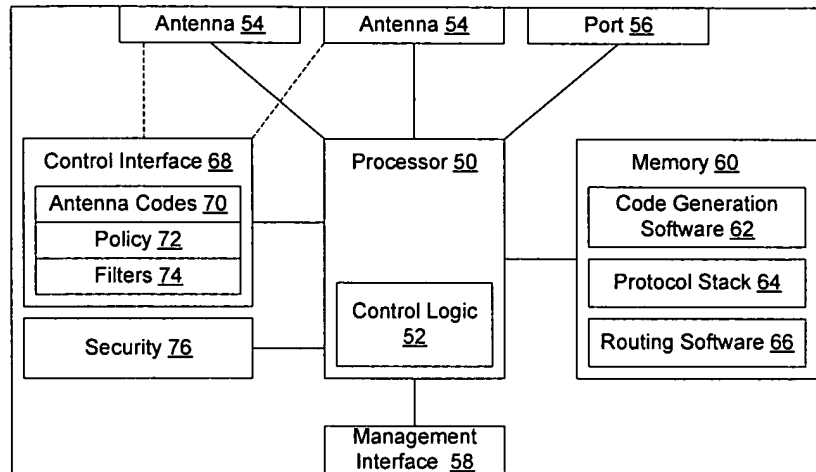 Antenna 54
Antenna 54
Port 56
Control Interface 68
Antenna Codes 70
Policy 72
Filters 74
Security 76
Processor 50
Control Logic
52
Memory 60
Code Generation
Software 62
Protocol Stack 64
Routing Software 66
Management
Interface 58